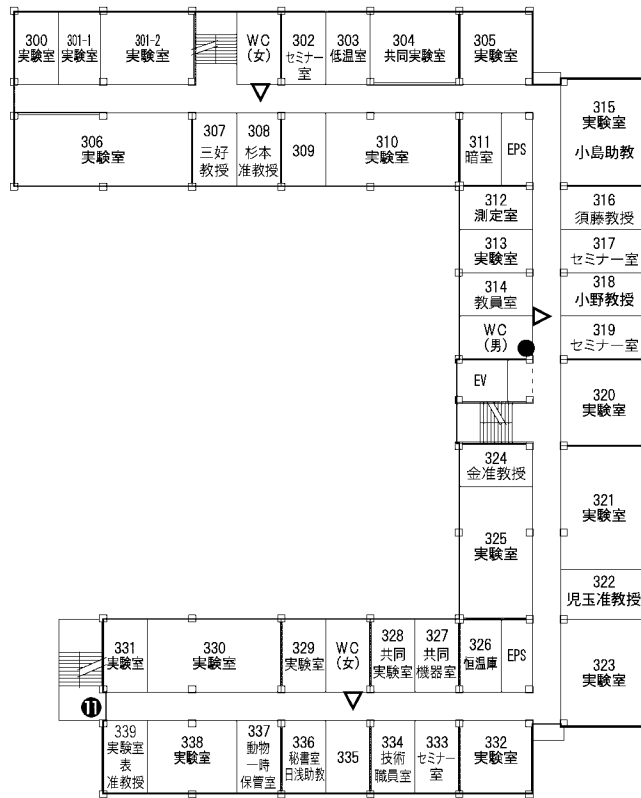 300
実験室
301-1
実験室
301-2
実験室
WC
(女)
302
セミナー
室
303
低温室
304
共同実験室
305
実験室
306
実験室
307
三好
教授
308
杉本
准教授
309
310
実験室
311
暗室
EPS
315
実験室
小島助教
312
測定室
316
須藤教授
313
実験室
317
セミナー室
314
教員室
318
小野教授
WC
(男)
319
セミナー室
EV
320
実験室
324
金准教授
321
実験室
325
実験室
322
児玉准教授
331
実験室
330
実験室
329
実験室
WC
(女)
328
共同
実験室
327
共同
機器室
326
恒温庫
EPS
323
実験室
11
339
実験室
表
准教授
338
実験室
337
動物
一時
保管室
336
秘書室
日浅助教
335
334
技術
職員室
333
セミナー
室
332
実験室